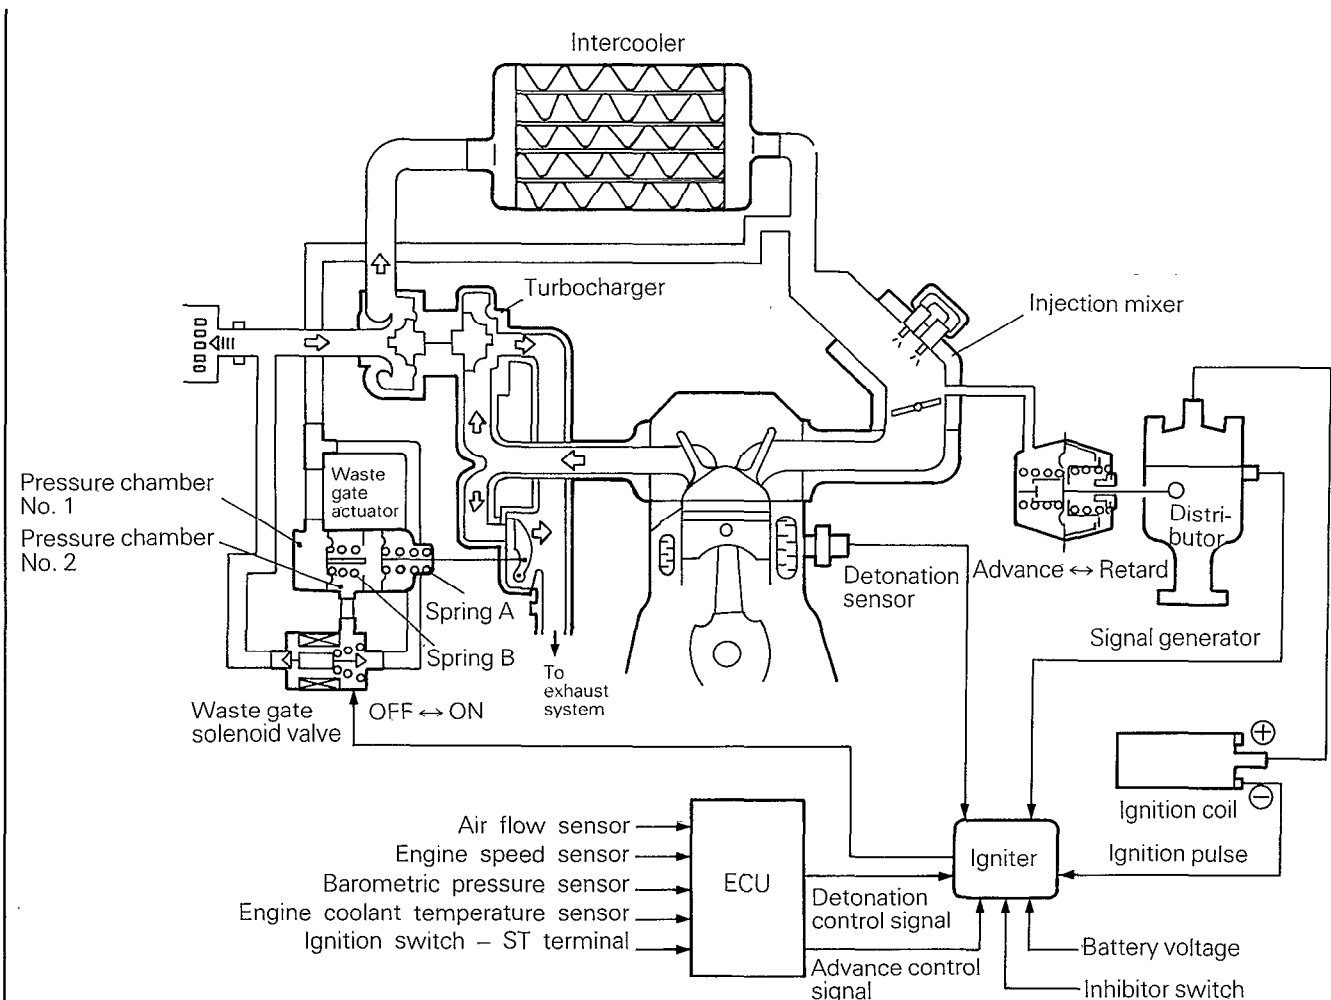 Intercooler
Turbocharger
Injection mixer
Pressure chamber
No. 1
Pressure chamber
No. 2
Waste
gate
actuator
Spring A
Spring B
To
exhaust
system
Waste gate
solenoid valve
OFF ↔ ON
Detonation
sensor
Advance ↔ Retard
Distri-
butor
Signal generator
⊕
⊖
Ignition coil
Ignition pulse
Igniter
Air flow sensor
Engine speed sensor
Barometric pressure sensor
Engine coolant temperature sensor
Ignition switch – ST terminal
ECU
Detonation
control signal
Advance control
signal
Battery voltage
Inhibitor switch